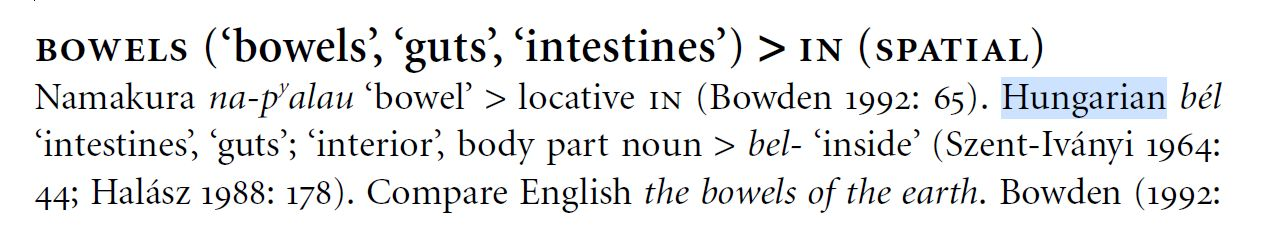 BOWELS (‘bowels’, ‘guts’, ‘intestines’) > IN (SPATIAL)
Namakura na-pʸalau ‘bowel’ > locative IN (Bowden 1992: 65). Hungarian bél
‘intestines’, ‘guts’; ‘interior’, body part noun > bel- ‘inside’ (Szent-Iványi 1964:
44; Halász 1988: 178). Compare English the bowels of the earth. Bowden (1992: